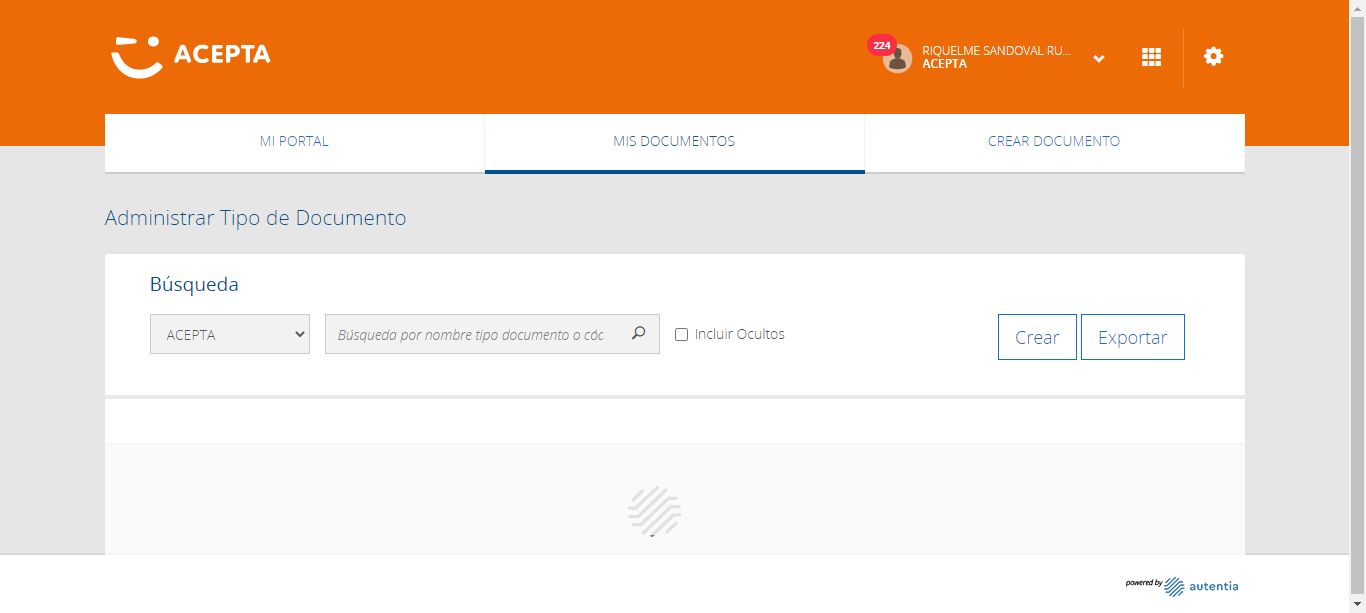 ACEPTA
224
RIQUELME SANDOVAL RU...
ACEPTA
MI PORTAL
MIS DOCUMENTOS
CREAR DOCUMENTO
Administrar Tipo de Documento
Búsqueda
ACEPTA
Búsqueda por nombre tipo documento o cóc
Incluir Ocultos
Crear
Exportar
powered by
autentia